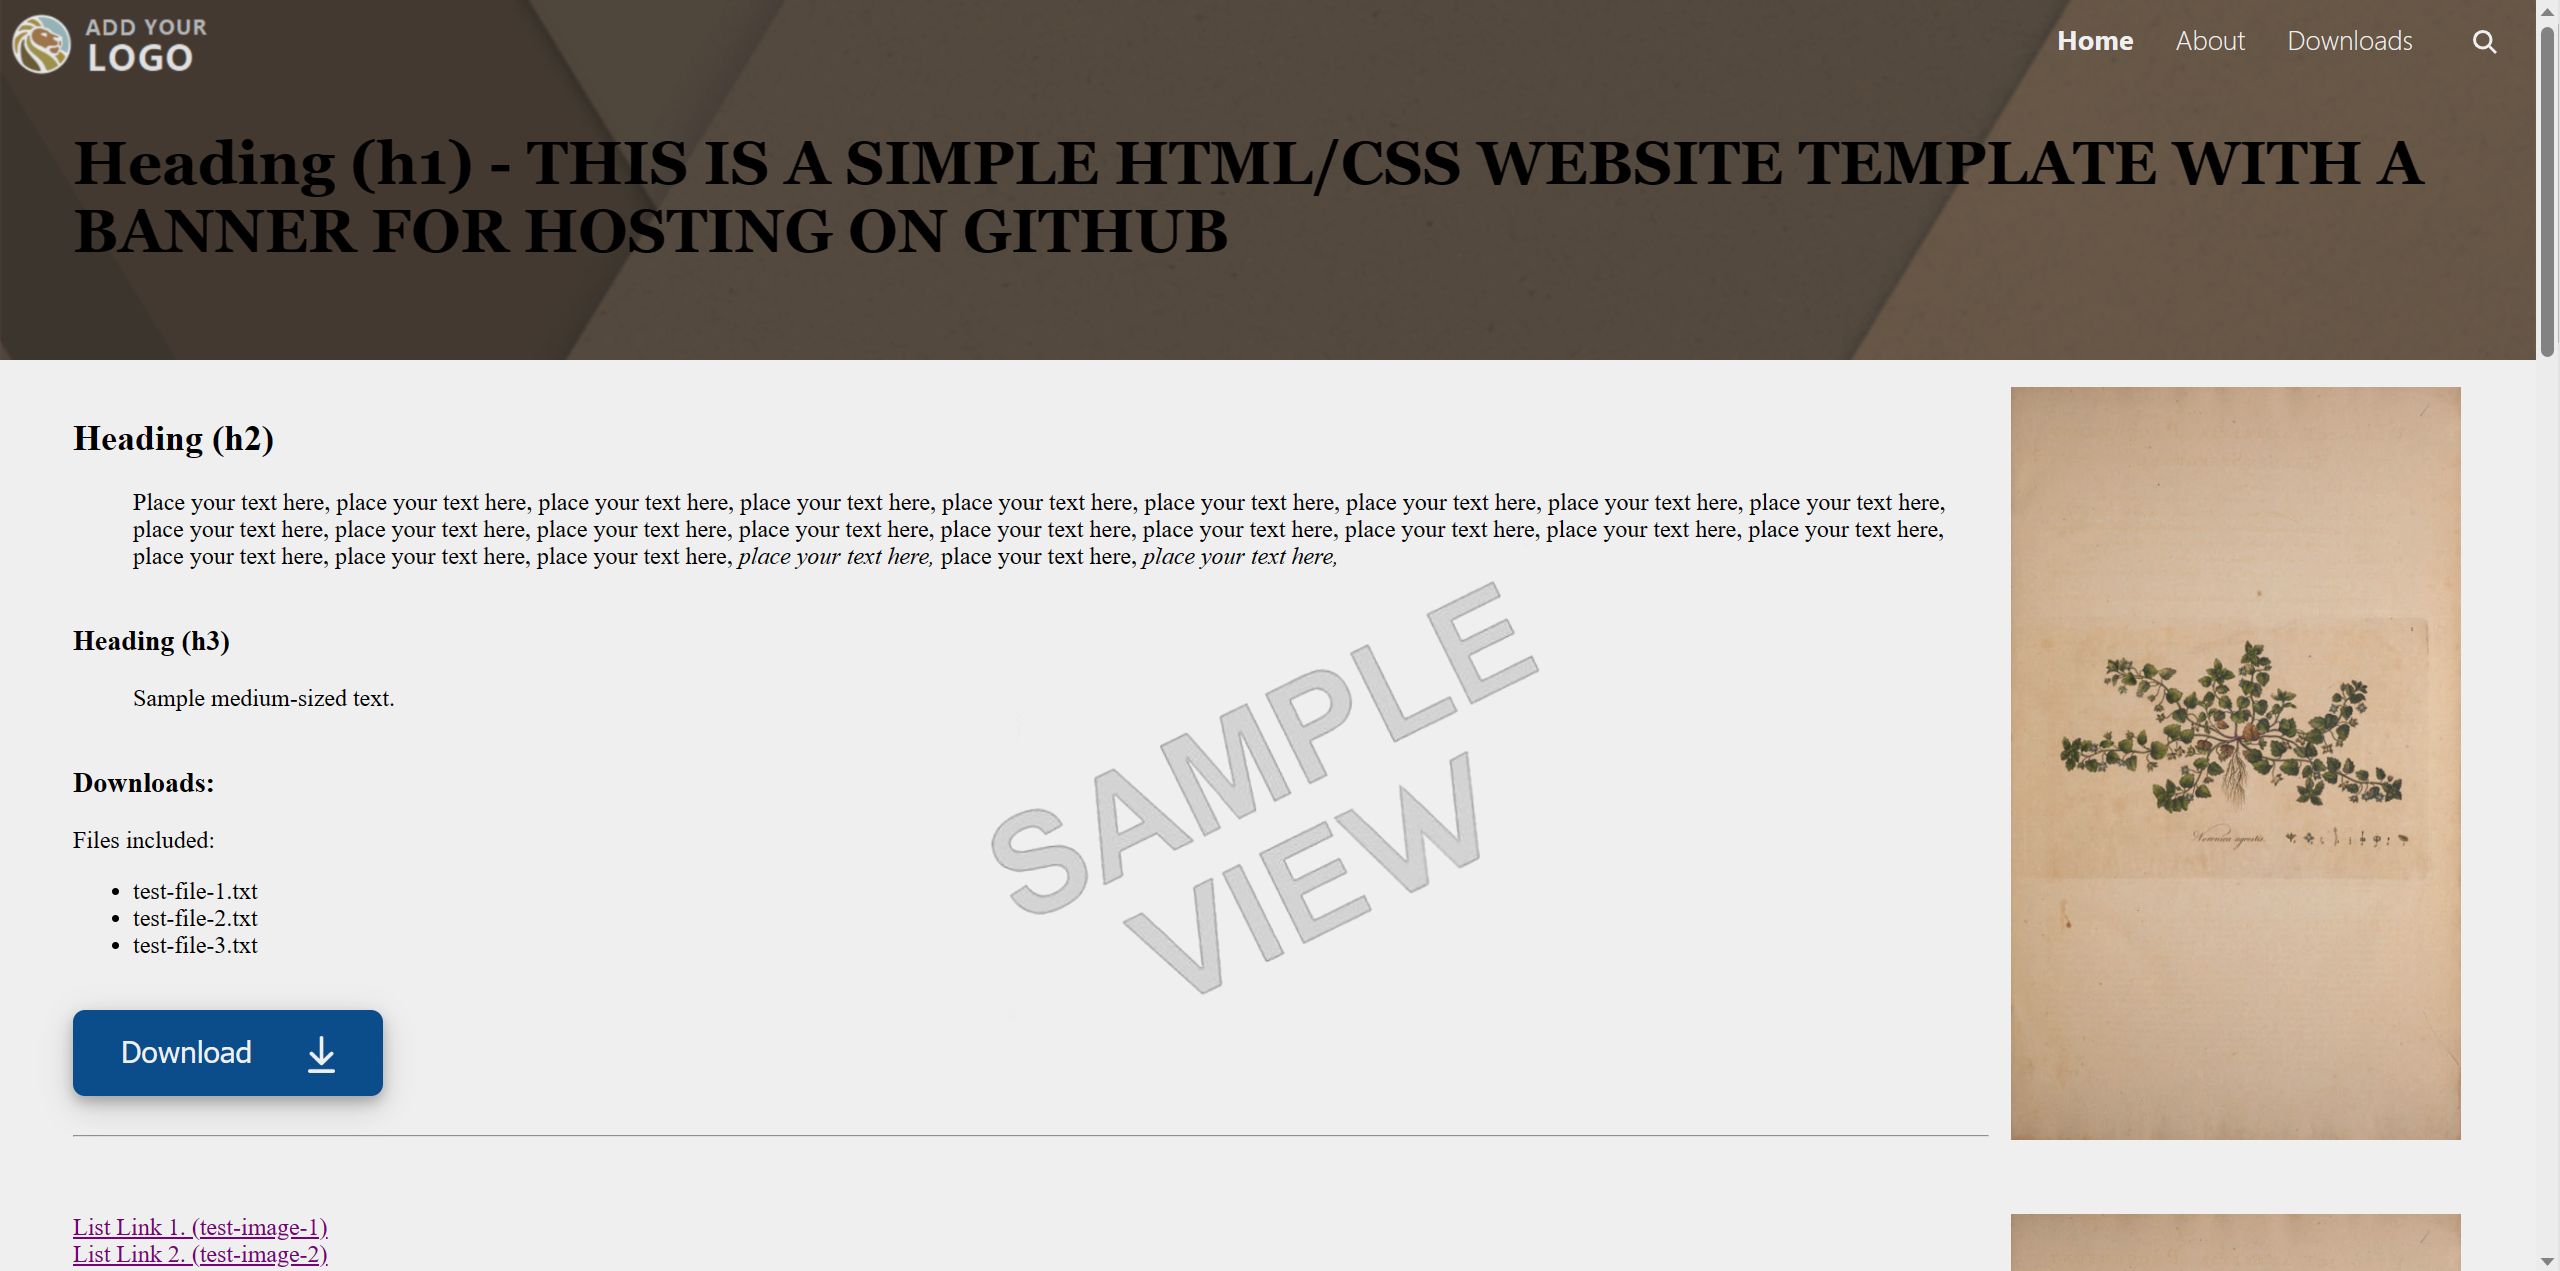 ADD YOUR
LOGO
Home About Downloads
Heading (h1) - THIS IS A SIMPLE HTML/CSS WEBSITE TEMPLATE WITH A
BANNER FOR HOSTING ON GITHUB
Heading (h2)
Place your text here, place your text here, place your text here, place your text here, place your text here, place your text here, place your text here, place your text here, place your text here,
place your text here, place your text here, place your text here, place your text here, place your text here, place your text here, place your text here, place your text here, place your text here,
place your text here, place your text here, place your text here, place your text here, place your text here, place your text here,
Heading (h3)
Sample medium-sized text.
SAMPLE
VIEW
Downloads:
Files included:
• test-file-1.txt
• test-file-2.txt
• test-file-3.txt
Download
List Link 1. (test-image-1)
List Link 2. (test-image-2)